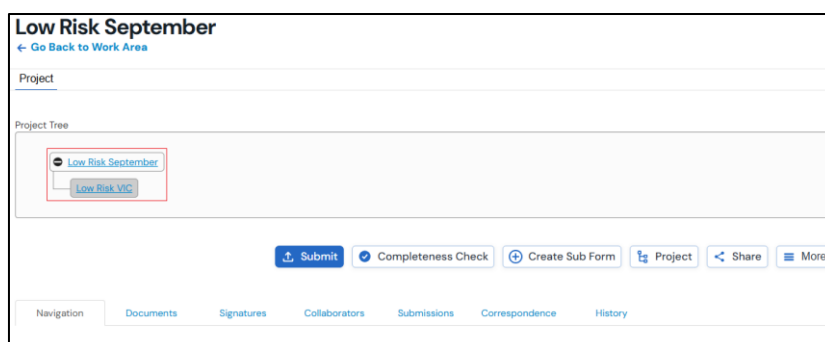 Low Risk September
← Go Back to Work Area
Project
Project Tree
Low Risk September
Low Risk VIC
Submit Completeness Check Create Sub Form Project Share More
Navigation Documents Signatures Collaborators Submissions Correspondence History